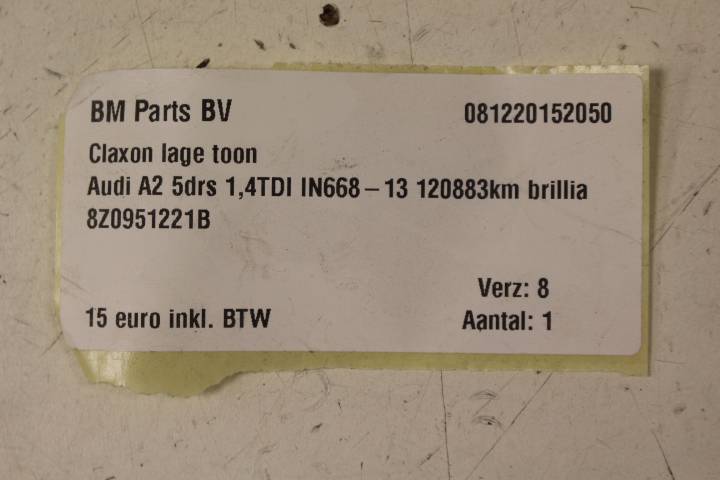 BM Parts BV 081220152050
Claxon lage toon
Audi A2 5drs 1,4TDI IN668-13 120883km brillia
8Z0951221B
Verz: 8
15 euro inkl. BTW Aantal: 1